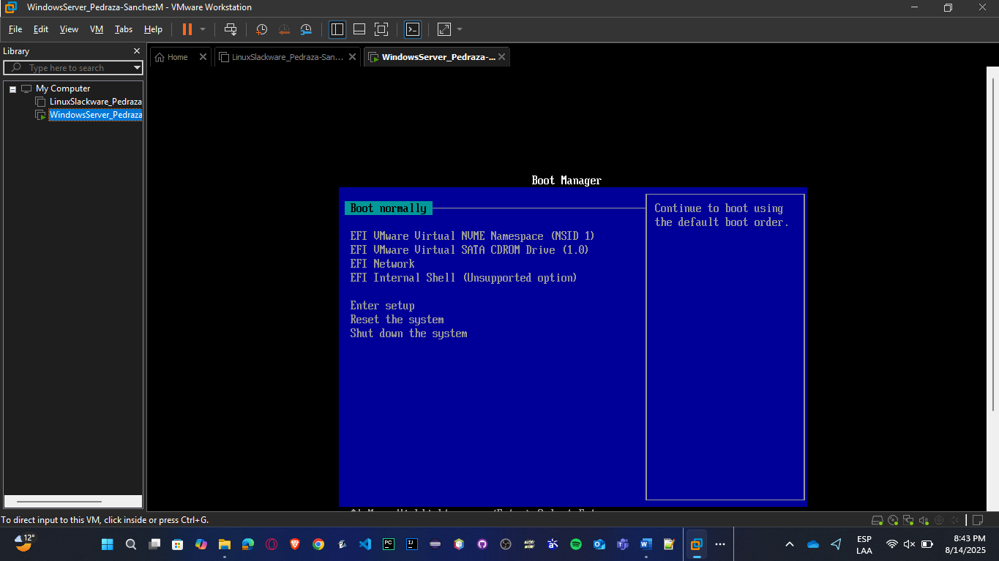 WindowsServer_Pedraza-SanchezM - VMware Workstation
File Edit View VM Tabs Help
Library
Type here to search
My Computer
LinuxSlackware_Pedraza
WindowsServer_Pedraza
Home
LinuxSlackware_Pedraza-San...
WindowsServer_Pedraza-...
Boot Manager
Boot normally
EFI VMware Virtual NVME Namespace (NSID 1)
EFI VMware Virtual SATA CDROM Drive (1.0)
EFI Network
EFI Internal Shell (Unsupported option)
Enter setup
Reset the system
Shut down the system
Continue to boot using
the default boot order.
To direct input to this VM, click inside or press Ctrl+G.
12°
PC
IJ
ESP
LAA
8:43 PM
8/14/2025